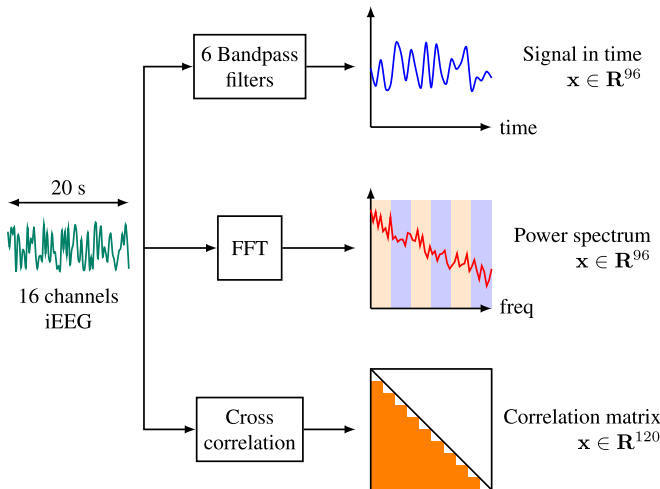 20 s
16 channels
iEEG
6 Bandpass
filters
time
Signal in time
x ∈ R^96
FFT
freq
Power spectrum
x ∈ R^96
Cross
correlation
Correlation matrix
x ∈ R^120